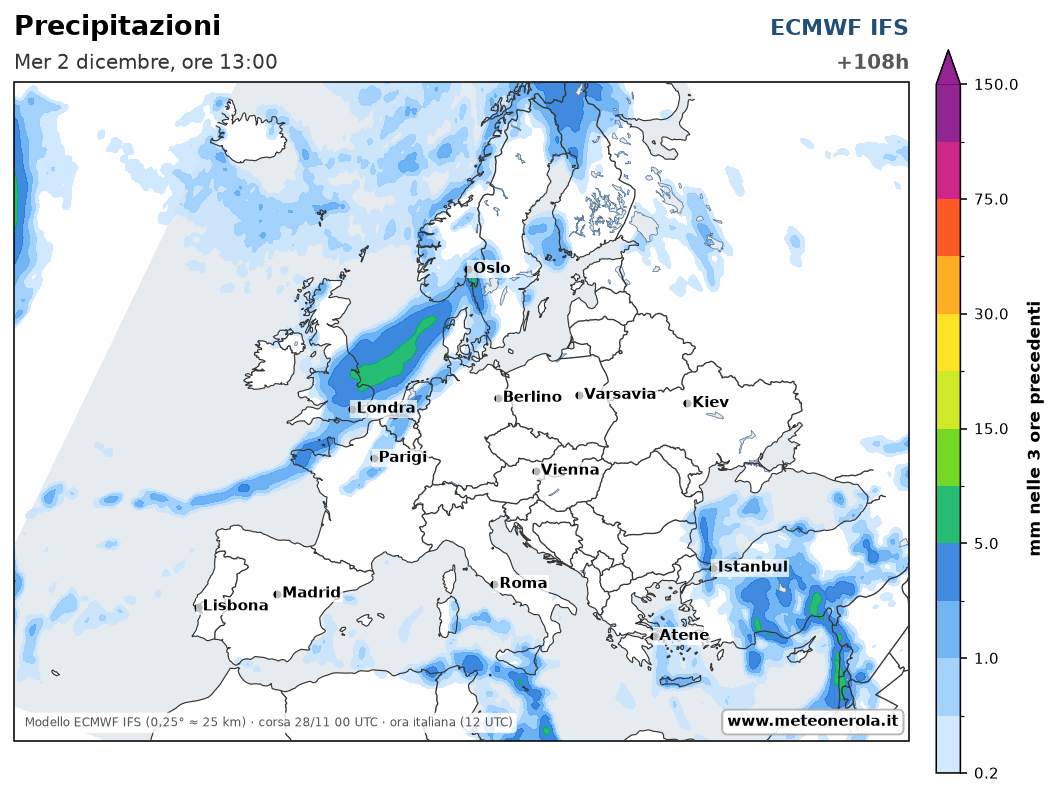 Precipitazioni
ECMWF IFS
Mer 2 dicembre, ore 13:00
+108h
150.0
75.0
30.0
15.0
5.0
1.0
0.2
mm nelle 3 ore precedenti
Oslo
Berlino
Varsavia
Kiev
Londra
Parigi
Vienna
Istanbul
Roma
Madrid
Lisbona
Atene
Modello ECMWF IFS (0,25° ≈ 25 km) · corsa 28/11 00 UTC · ora italiana (12 UTC)
www.meteonerola.it